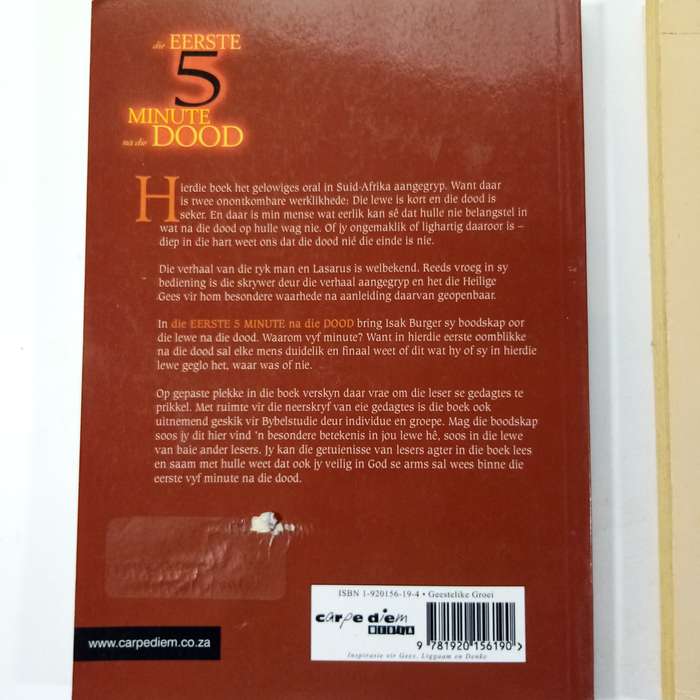 die EERSTE
5
MINUTE
na die DOOD
Hierdie boek het gelowiges oral in Suid-Afrika aangegryp. Want daar
is twee onontkombare werklikhede: Die lewe is kort en die dood is
seker. En daar is min mense wat eerlik kan sê dat hulle nie belangstel in
wat na die dood op hulle wag nie. Of jy ongemaklik of lighartig daaroor is –
diep in die hart weet ons dat die dood nié die einde is nie.
Die verhaal van die ryk man en Lasarus is welbekend. Reeds vroeg in sy
bediening is die skrywer deur die verhaal aangegryp en het die Heilige
Gees vir hom besondere waarhede na aanleiding daarvan geopenbaar.
In die EERSTE 5 MINUTE na die DOOD bring Isak Burger sy boodskap oor
die lewe na die dood. Waarom vyf minute? Want in hierdie eerste oomblikke
na die dood sal elke mens duidelik en finaal weet of dit wat hy of sy in hierdie
lewe geglo het, waar was of nie.
Op gepaste plekke in die boek verskyn daar vrae om die leser se gedagtes te
prikkel. Met ruimte vir die neerskryf van eie gedagtes is die boek ook
uitnemend geskik vir Bybelstudie deur individue en groepe. Mag die boodskap
soos jy dit hier vind 'n besondere betekenis in jou lewe hê, soos in die lewe
van baie ander lesers. Jy kan die getuienisse van lesers agter in die boek lees
en saam met hulle weet dat ook jy veilig in God se arms sal wees binne die
eerste vyf minute na die dood.
ISBN 1-920156-19-4 • Geestelike Groei
carpe diem
MEDIA
9 781920 156190 >
Inspirasie vir Gees, Liggaam en Denke
www.carpediem.co.za